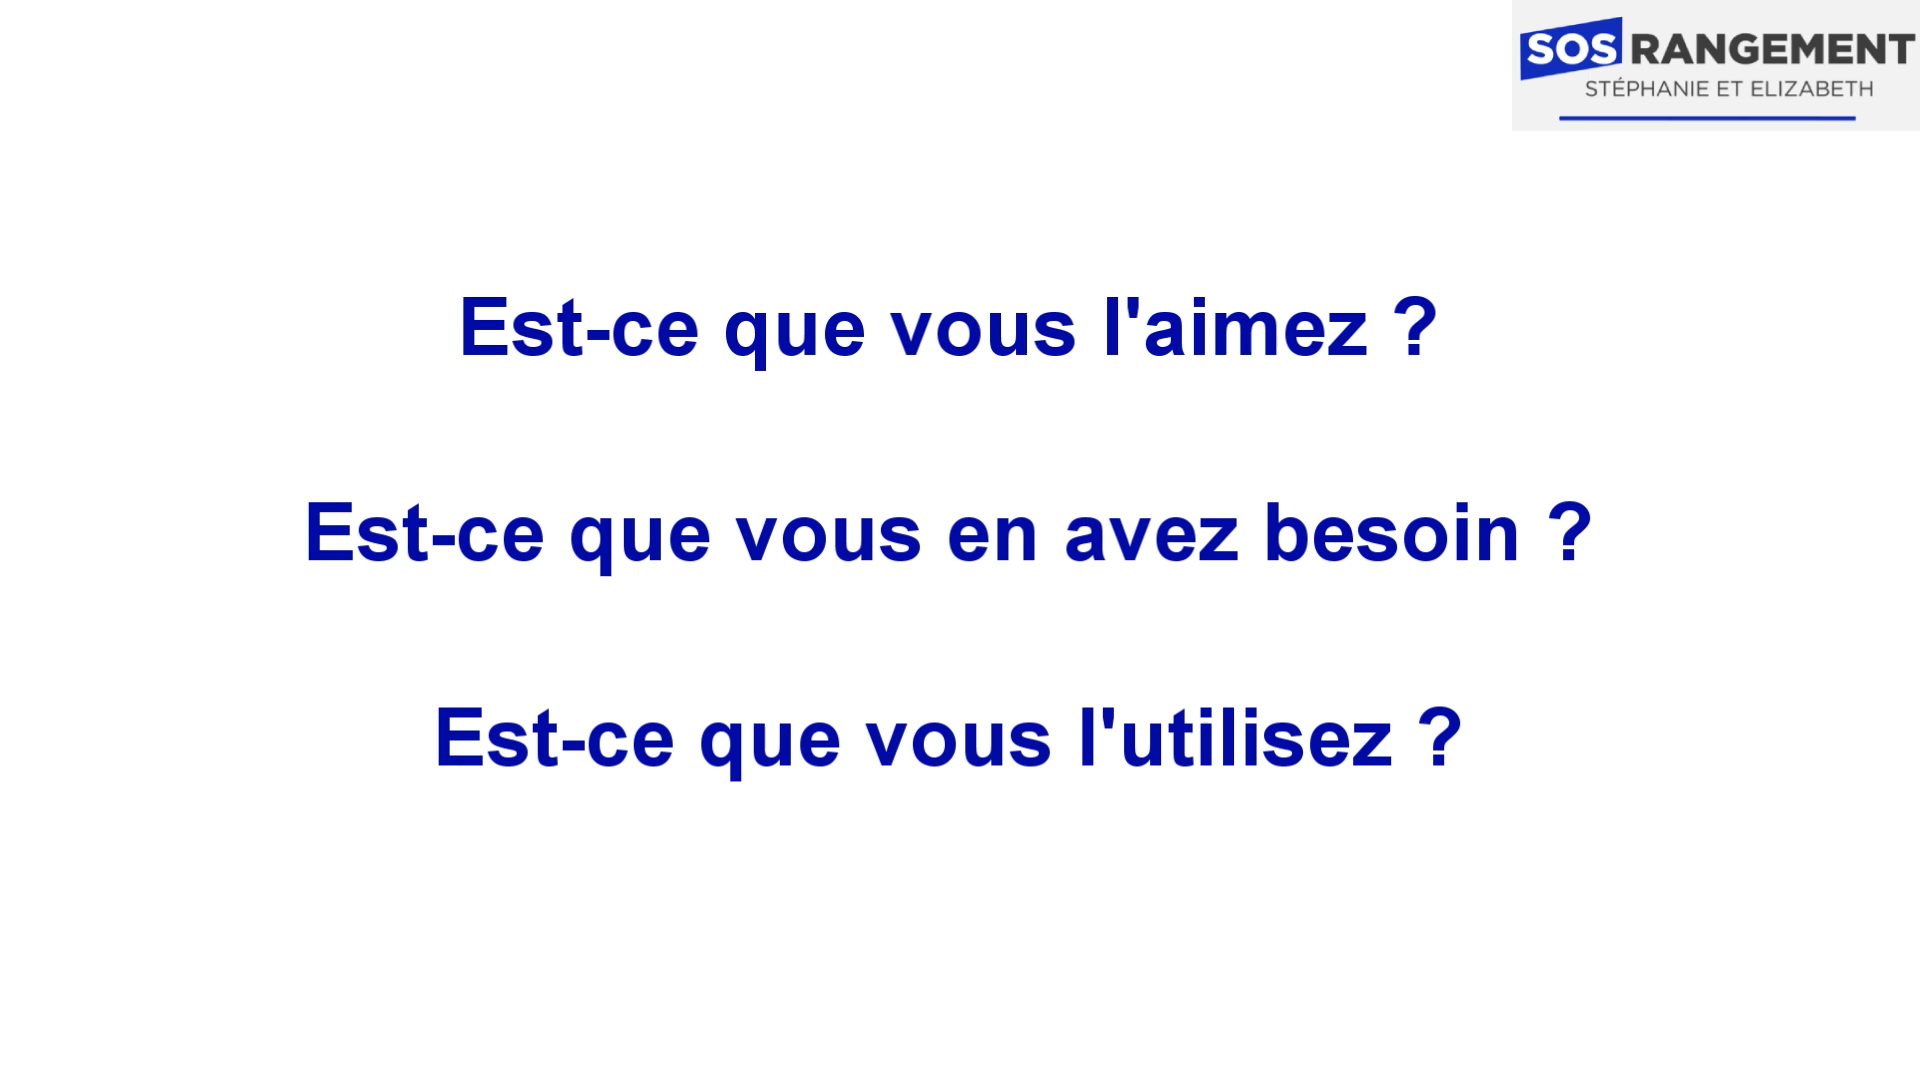 SOS RANGEMENT
STÉPHANIE ET ELIZABETH
Est-ce que vous l'aimez ?
Est-ce que vous en avez besoin ?
Est-ce que vous l'utilisez ?